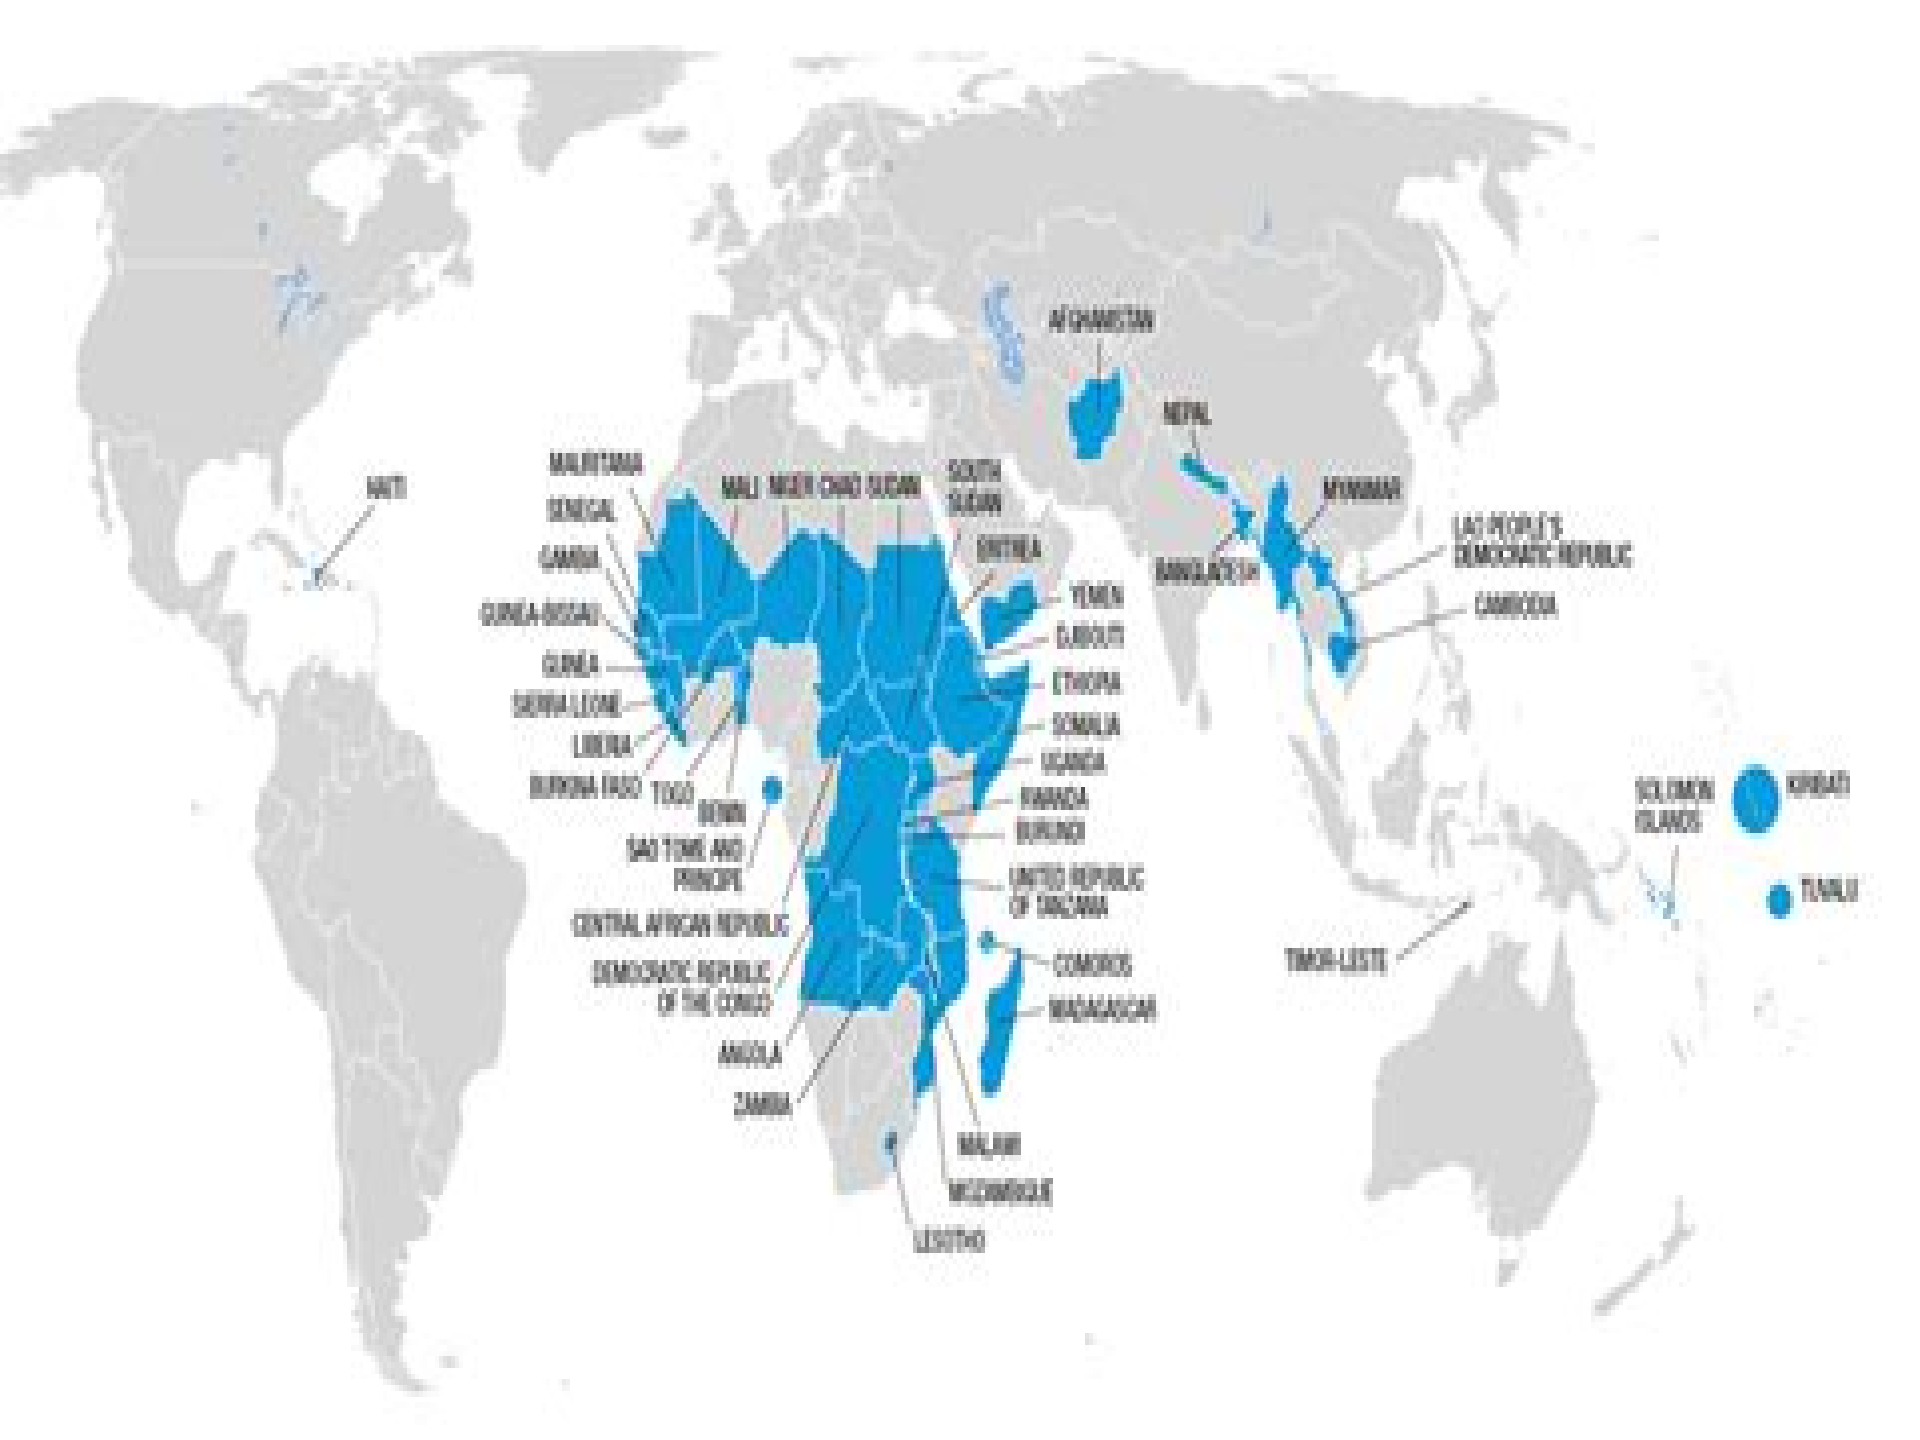 AFGHANISTAN
NEPAL
MAURITANIA
HAITI
MALI NIGER CHAD SUDAN
SOUTH
SUDAN
MYANMAR
SENEGAL
LAO PEOPLE'S
DEMOCRATIC REPUBLIC
GAMBIA
ERITREA
BANGLADESH
YEMEN
CAMBODIA
GUINEA-BISSAU
DJIBOUTI
GUINEA
ETHIOPIA
SIERRA LEONE
SOMALIA
LIBERIA
UGANDA
BURKINA FASO
TOGO
BENIN
RWANDA
SOLOMON
ISLANDS
KIRIBATI
BURUNDI
SAO TOME AND
PRINCIPE
UNITED REPUBLIC
OF TANZANIA
TUVALU
CENTRAL AFRICAN REPUBLIC
COMOROS
TIMOR-LESTE
DEMOCRATIC REPUBLIC
OF THE CONGO
MADAGASCAR
ANGOLA
ZAMBIA
MALAWI
MOZAMBIQUE
LESOTHO